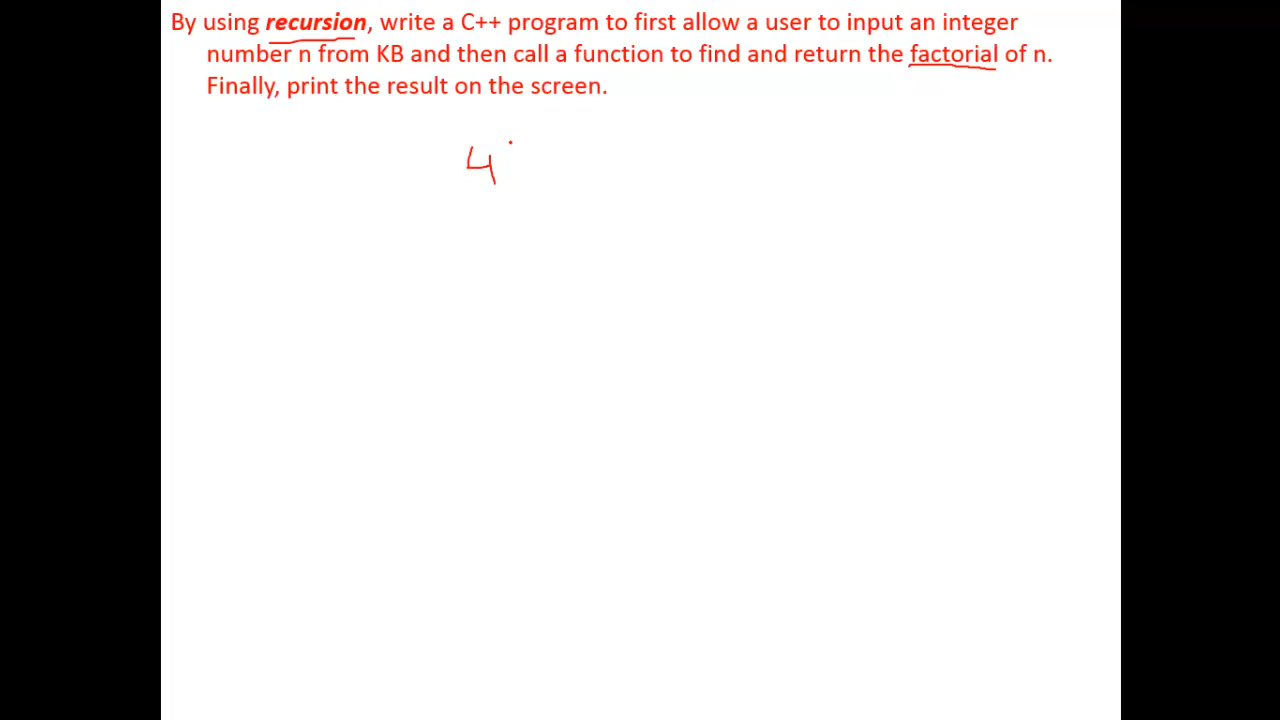 By using recursion, write a C++ program to first allow a user to input an integer
number n from KB and then call a function to find and return the factorial of n.
Finally, print the result on the screen.
4